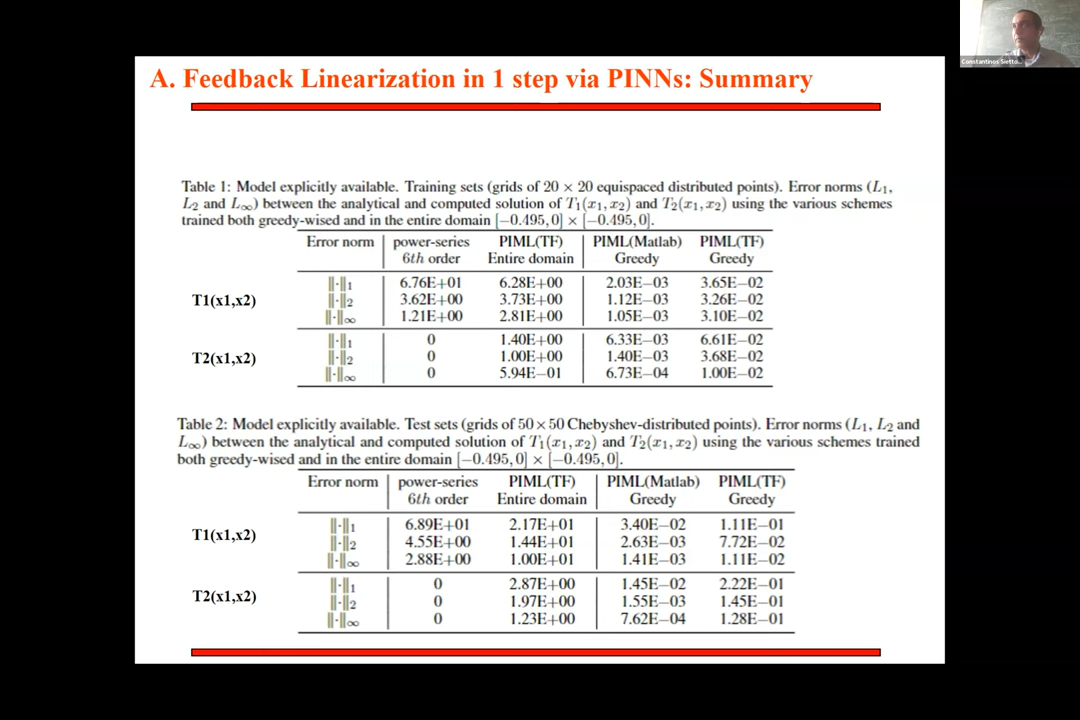 Constantinos Sietto...
A. Feedback Linearization in 1 step via PINNs: Summary
Table 1: Model explicitly available. Training sets (grids of 20 × 20 equispaced distributed points). Error norms (L₁,
L₂ and L∞) between the analytical and computed solution of T₁(x₁, x₂) and T₂(x₁, x₂) using the various schemes
trained both greedy-wised and in the entire domain [−0.495, 0] × [−0.495, 0].
Error norm power-series PIML(TF) PIML(Matlab) PIML(TF)
6th order Entire domain Greedy Greedy
||·||₁ 6.76E+01 6.28E+00 2.03E−03 3.65E−02
T1(x1,x2) ||·||₂ 3.62E+00 3.73E+00 1.12E−03 3.26E−02
||·||∞ 1.21E+00 2.81E+00 1.05E−03 3.10E−02
||·||₁ 0 1.40E+00 6.33E−03 6.61E−02
T2(x1,x2) ||·||₂ 0 1.00E+00 1.40E−03 3.68E−02
||·||∞ 0 5.94E−01 6.73E−04 1.00E−02
Table 2: Model explicitly available. Test sets (grids of 50 × 50 Chebyshev-distributed points). Error norms (L₁, L₂ and
L∞) between the analytical and computed solution of T₁(x₁, x₂) and T₂(x₁, x₂) using the various schemes trained
both greedy-wised and in the entire domain [−0.495, 0] × [−0.495, 0].
Error norm power-series PIML(TF) PIML(Matlab) PIML(TF)
6th order Entire domain Greedy Greedy
||·||₁ 6.89E+01 2.17E+01 3.40E−02 1.11E−01
T1(x1,x2) ||·||₂ 4.55E+00 1.44E+01 2.63E−03 7.72E−02
||·||∞ 2.88E+00 1.00E+01 1.41E−03 1.11E−02
||·||₁ 0 2.87E+00 1.45E−02 2.22E−01
T2(x1,x2) ||·||₂ 0 1.97E+00 1.55E−03 1.45E−01
||·||∞ 0 1.23E+00 7.62E−04 1.28E−01